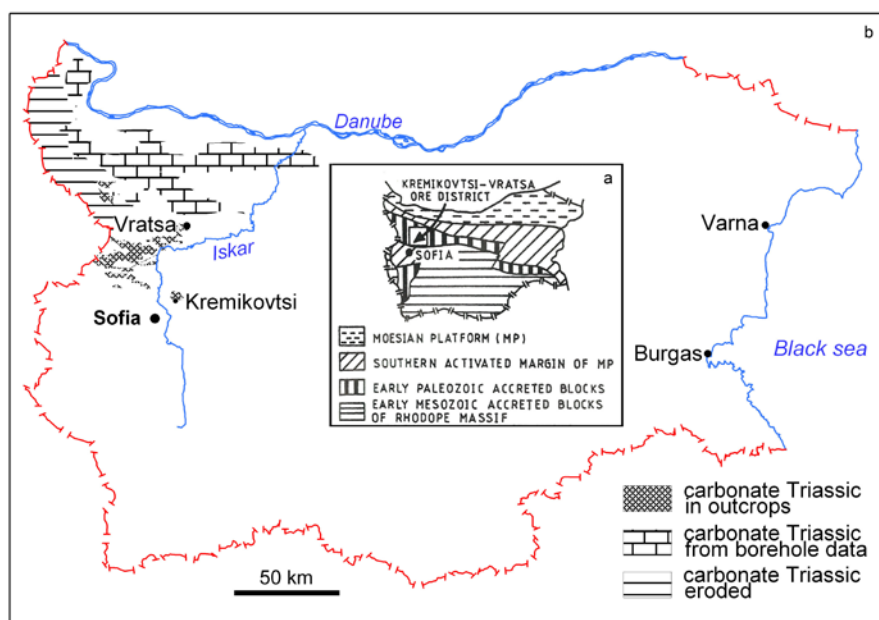 b
Danube
a
KREMIKOVTSI-VRATSA
ORE DISTRICT
SOFIA
MOESIAN PLATFORM (MP)
SOUTHERN ACTIVATED MARGIN OF MP
EARLY PALEOZOIC ACCRETED BLOCKS
EARLY MESOZOIC ACCRETED BLOCKS
OF RHODOPE MASSIF
Vratsa
Iskar
Kremikovtsi
Sofia
Varna
Burgas
Black sea
carbonate Triassic
in outcrops
carbonate Triassic
from borehole data
carbonate Triassic
eroded
50 km